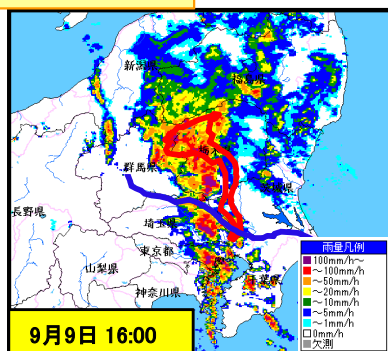 新潟県
福島県
栃木県
群馬県
茨城県
長野県
埼玉県
東京都
山梨県
千葉県
神奈川県
雨量凡例
100mm/h～
～100mm/h
～50mm/h
～20mm/h
～10mm/h
～5mm/h
～1mm/h
0mm/h
欠測
9月9日 16:00